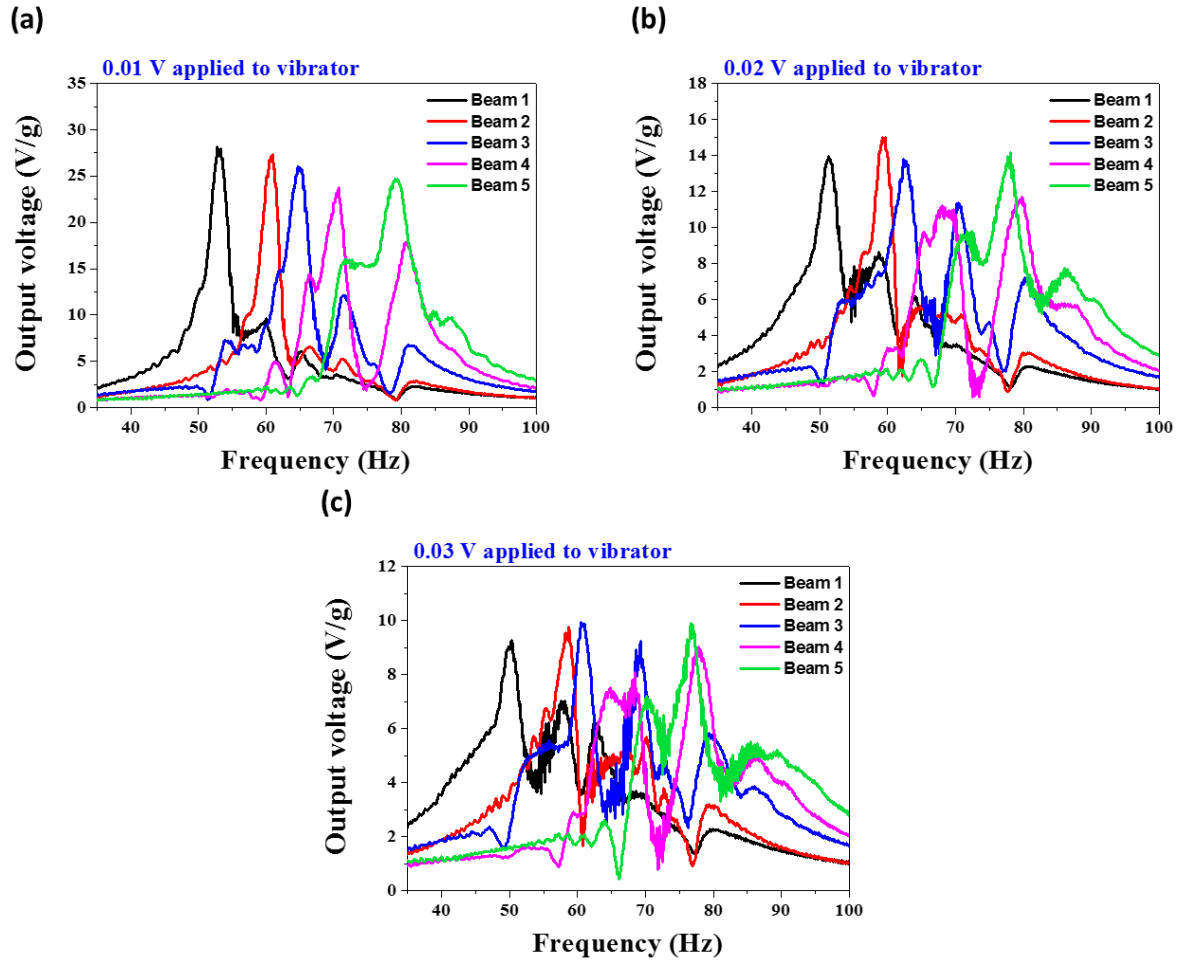 (a)
0.01 V applied to vibrator
35
30
25
20
15
10
5
0
Output voltage (V/g)
Beam 1
Beam 2
Beam 3
Beam 4
Beam 5
40 50 60 70 80 90 100
Frequency (Hz)
(b)
0.02 V applied to vibrator
18
16
14
12
10
8
6
4
2
0
Output voltage (V/g)
Beam 1
Beam 2
Beam 3
Beam 4
Beam 5
40 50 60 70 80 90 100
Frequency (Hz)
(c)
0.03 V applied to vibrator
12
10
8
6
4
2
0
Output voltage (V/g)
Beam 1
Beam 2
Beam 3
Beam 4
Beam 5
40 50 60 70 80 90 100
Frequency (Hz)